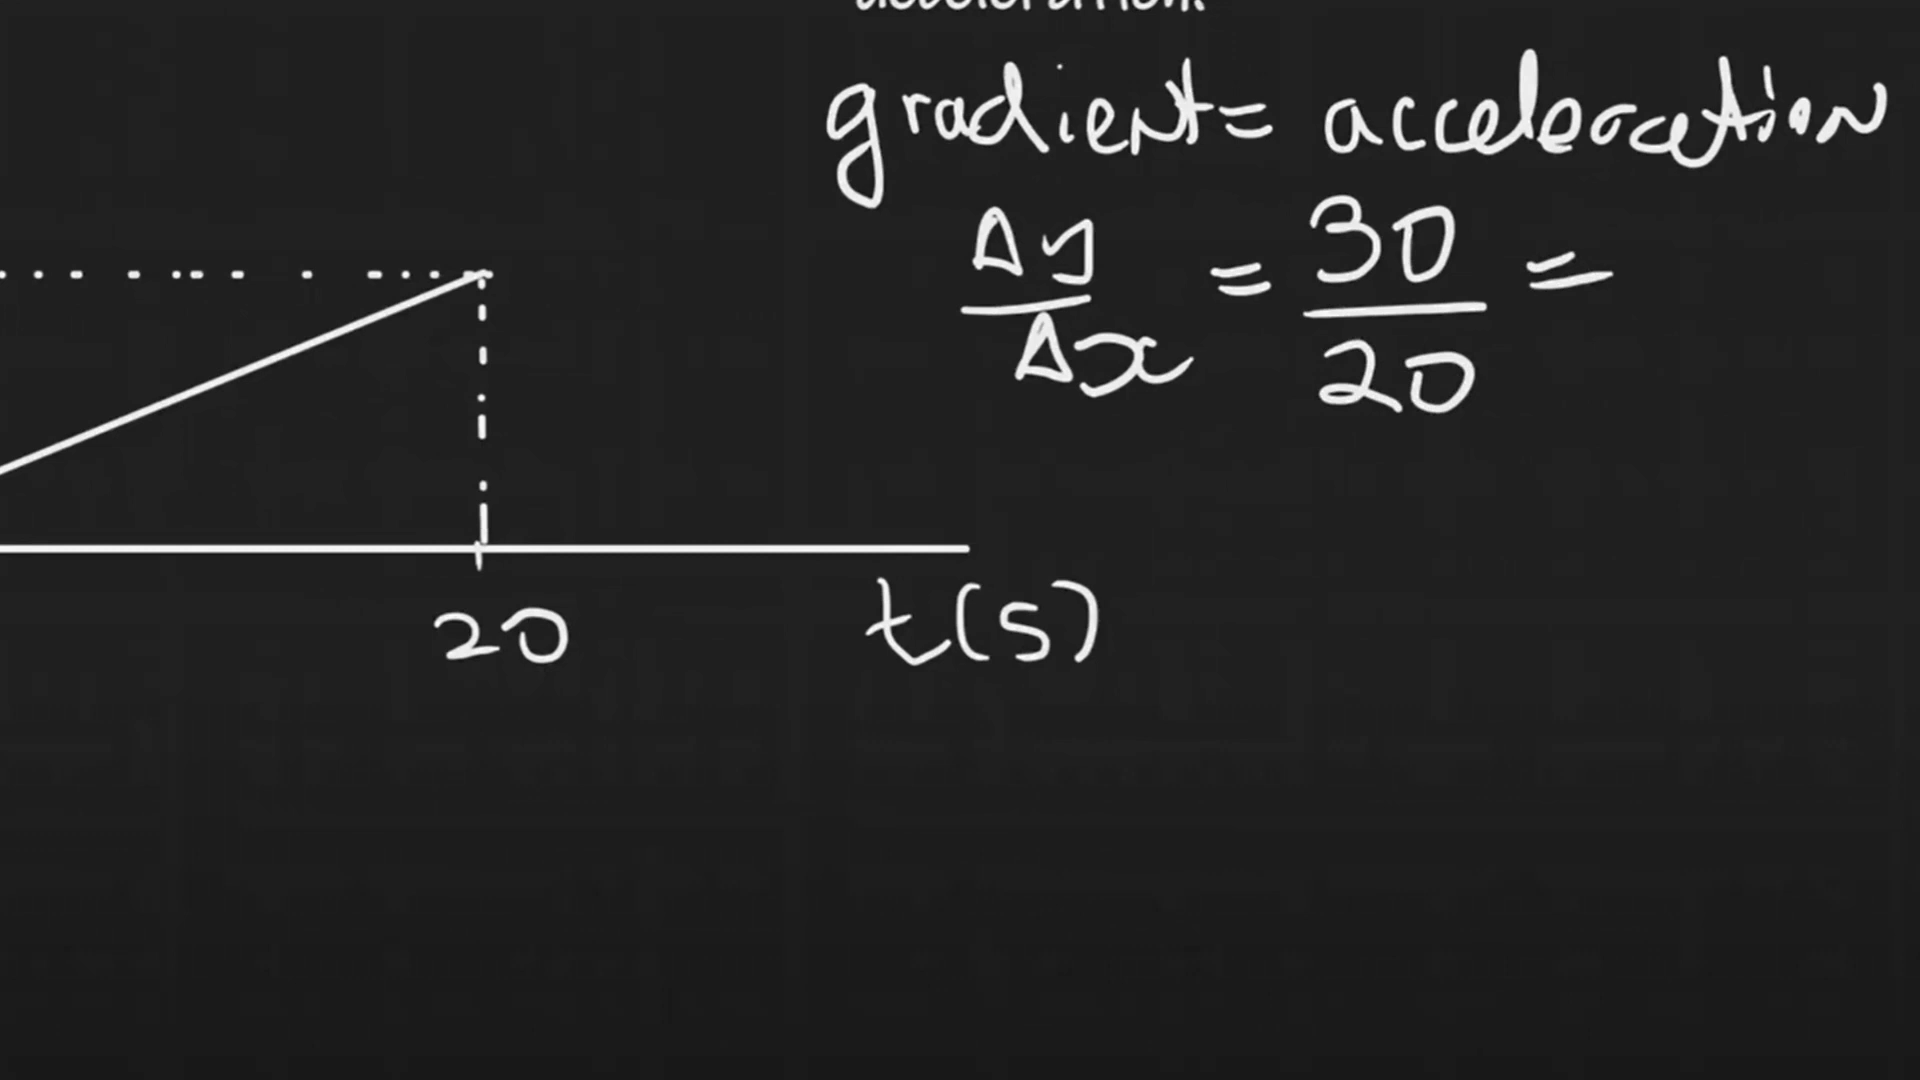 gradient = acceleration
Δy/Δx = 30/20 =
20
t(s)